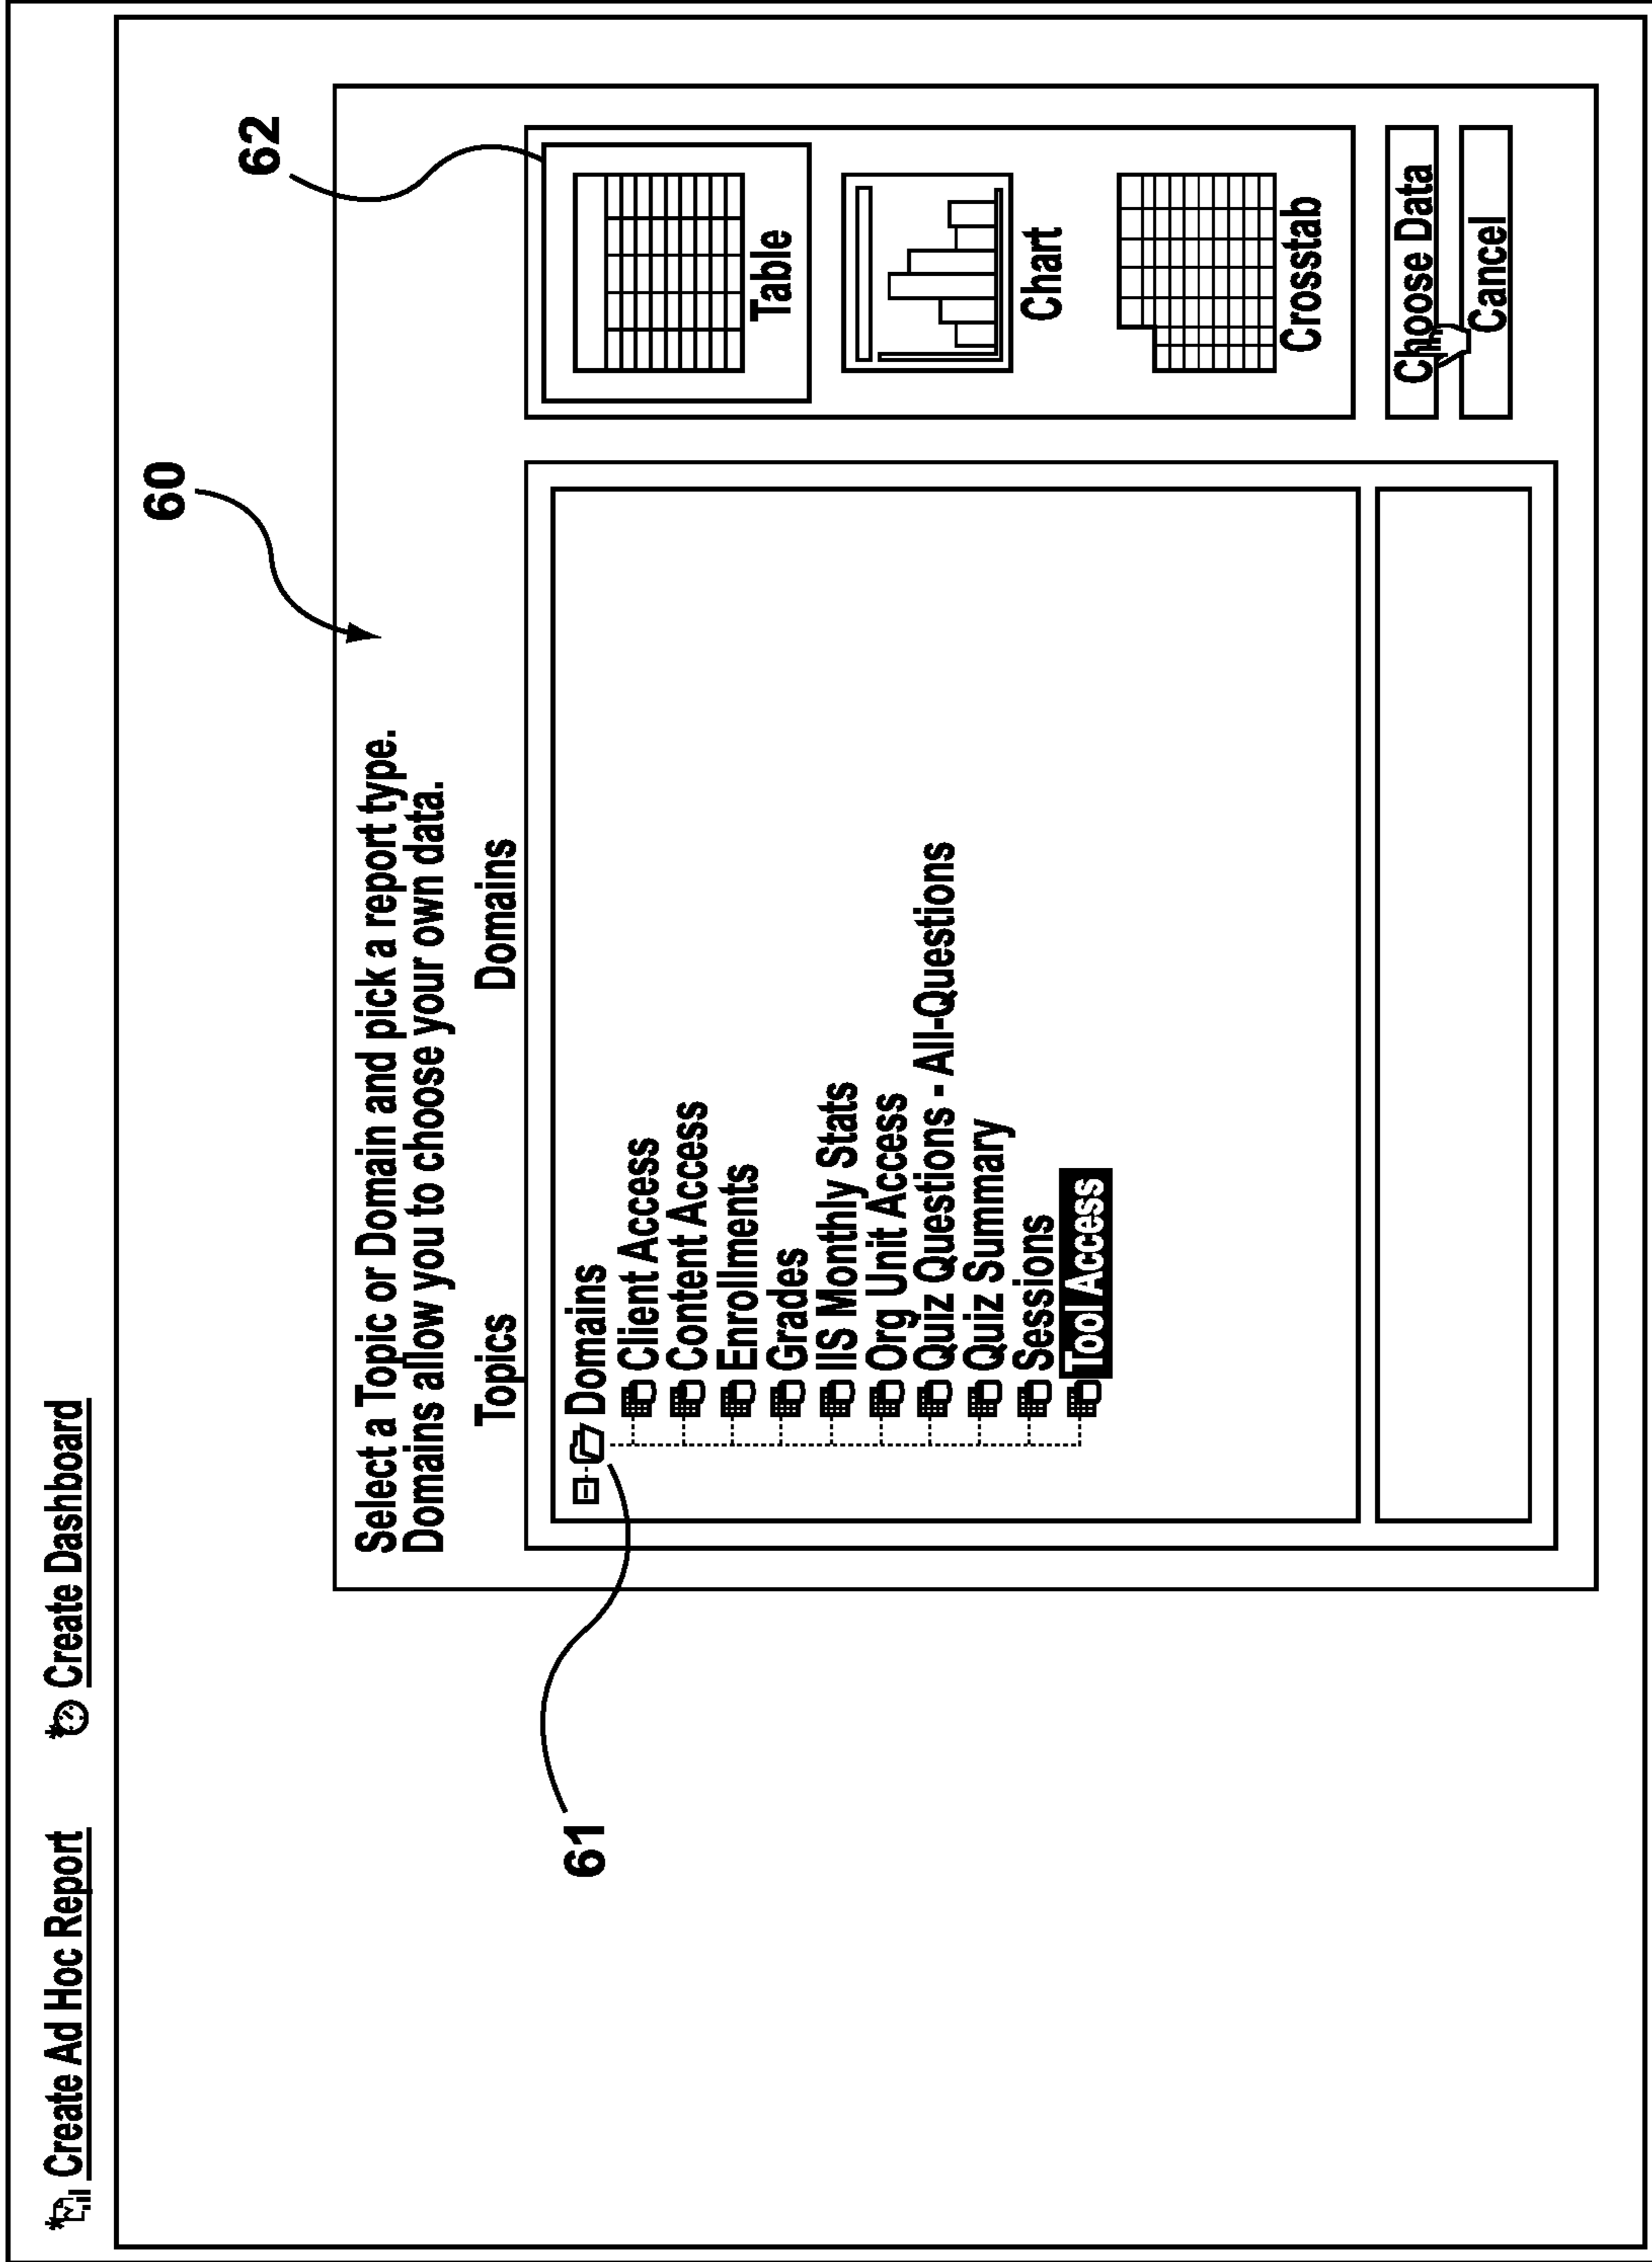 Create Ad Hoc Report Create Dashboard
60
62
Select a Topic or Domain and pick a report type.
Domains allow you to choose your own data.
Topics Domains
61
Domains
Client Access
Content Access
Enrollments
Grades
IIS Monthly Stats
Org Unit Access
Quiz Questions - All-Questions
Quiz Summary
Sessions
Tool Access
Table
Chart
Crosstab
Choose Data
Cancel